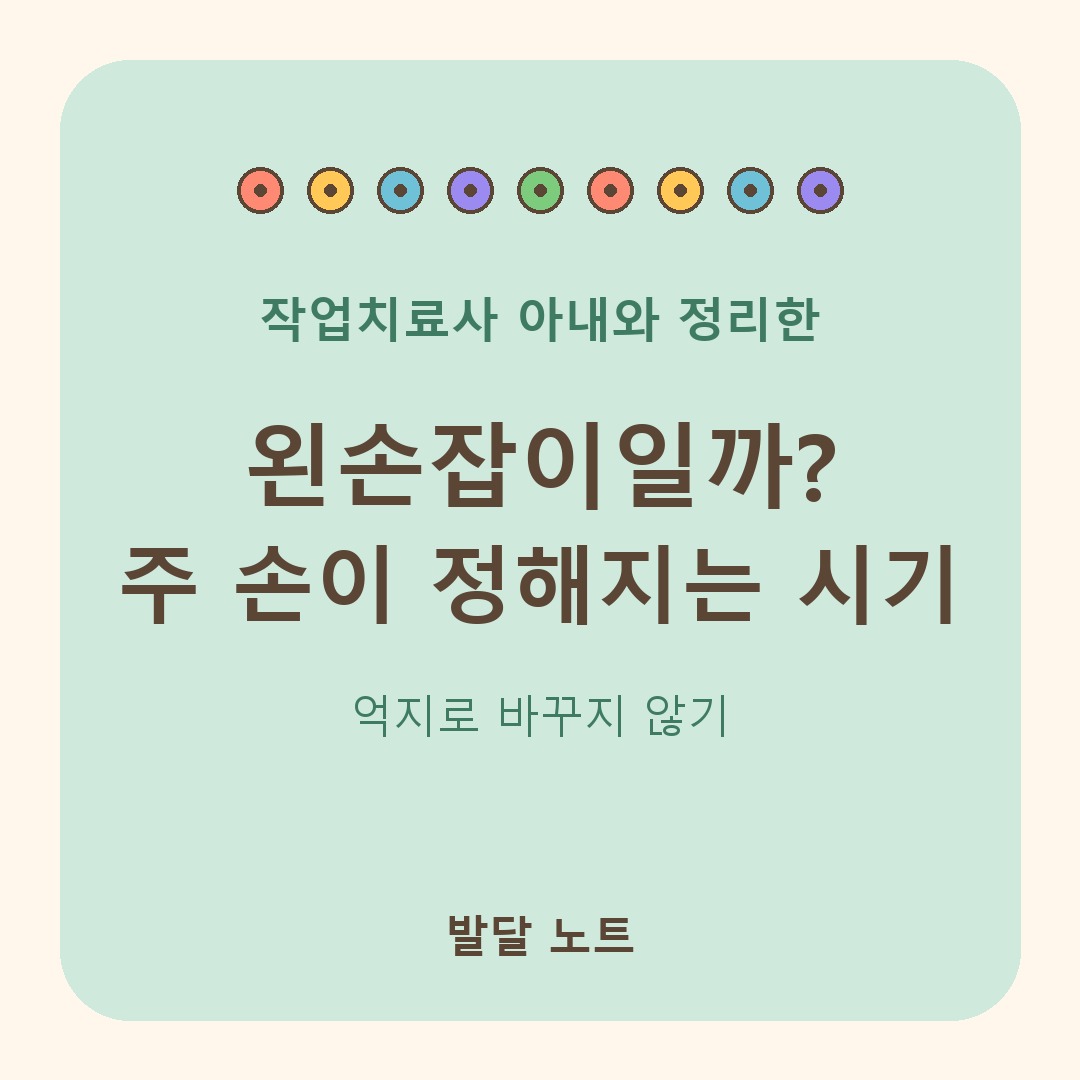 작업치료사 아내와 정리한
왼손잡이일까?
주 손이 정해지는 시기
억지로 바꾸지 않기
발달 노트